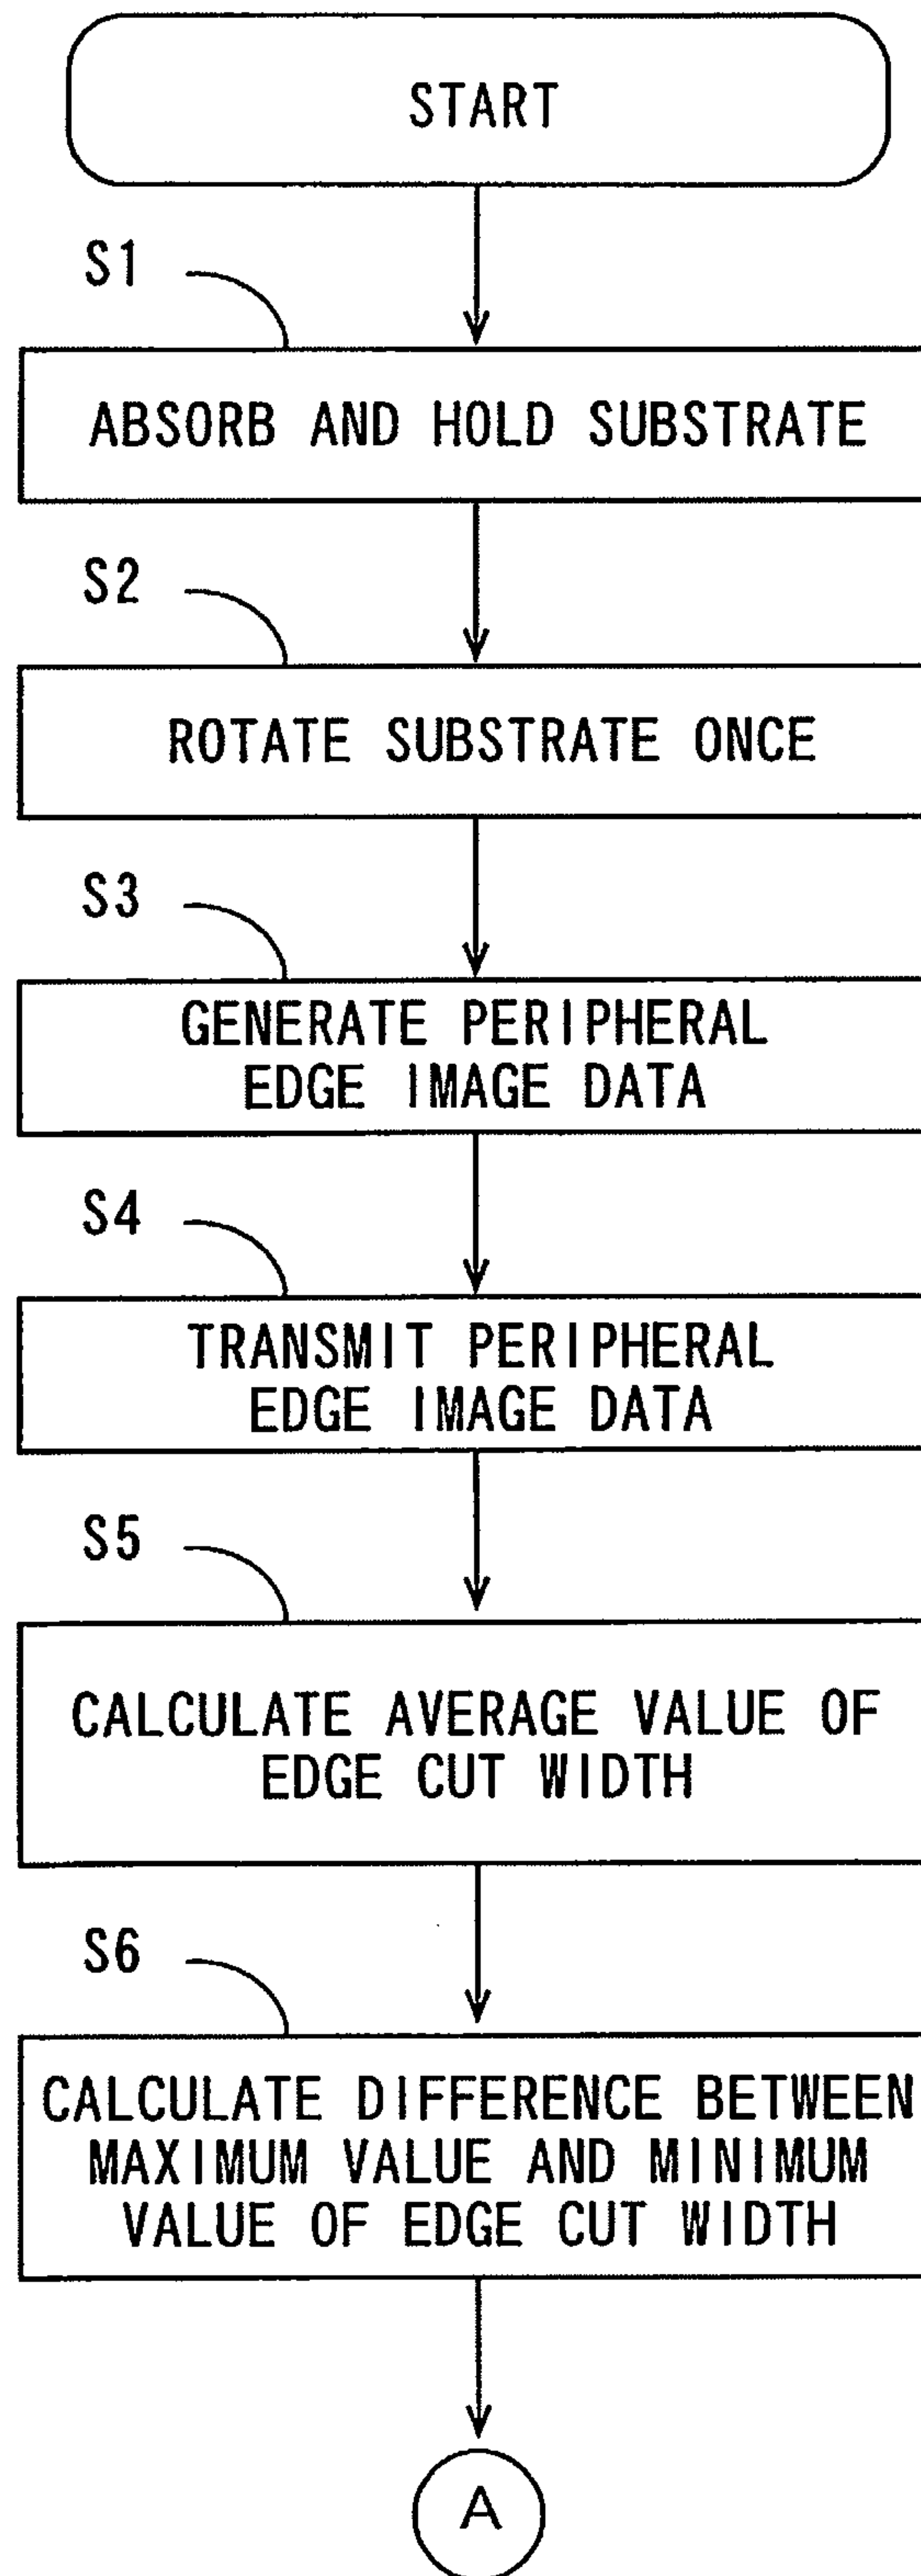 START
S1
ABSORB AND HOLD SUBSTRATE
S2
ROTATE SUBSTRATE ONCE
S3
GENERATE PERIPHERAL
EDGE IMAGE DATA
S4
TRANSMIT PERIPHERAL
EDGE IMAGE DATA
S5
CALCULATE AVERAGE VALUE OF
EDGE CUT WIDTH
S6
CALCULATE DIFFERENCE BETWEEN
MAXIMUM VALUE AND MINIMUM
VALUE OF EDGE CUT WIDTH
A